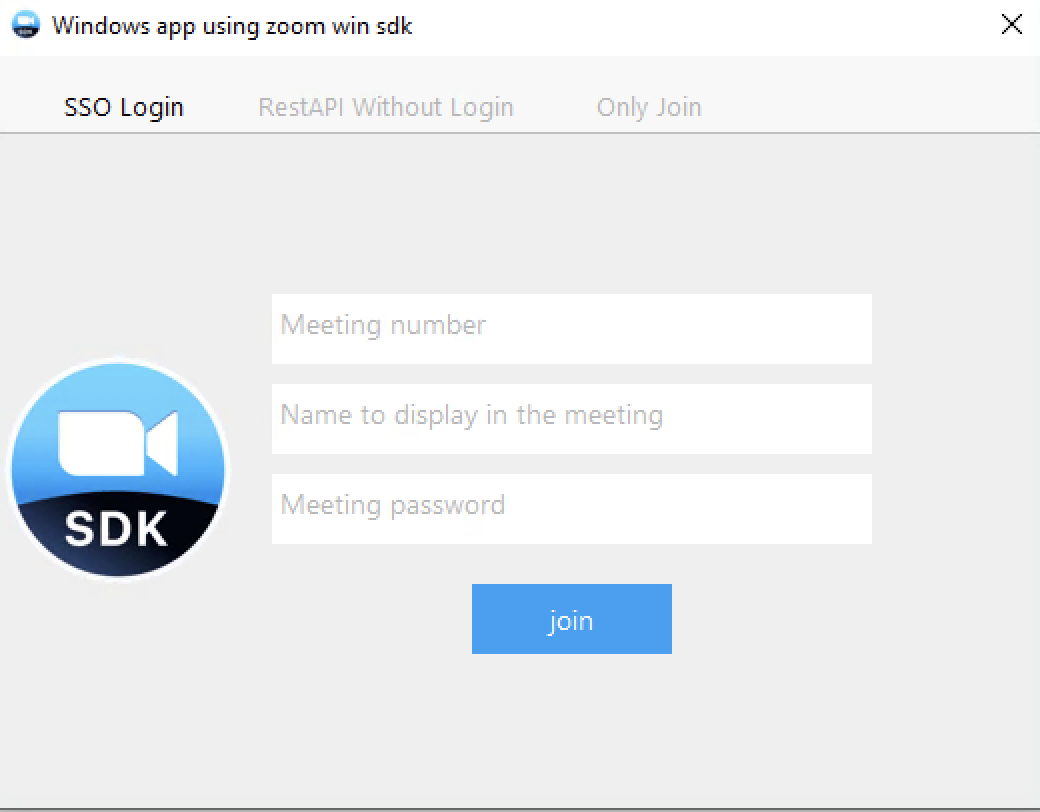 Windows app using zoom win sdk
SSO Login RestAPI Without Login Only Join
Meeting number
Name to display in the meeting
Meeting password
SDK
join